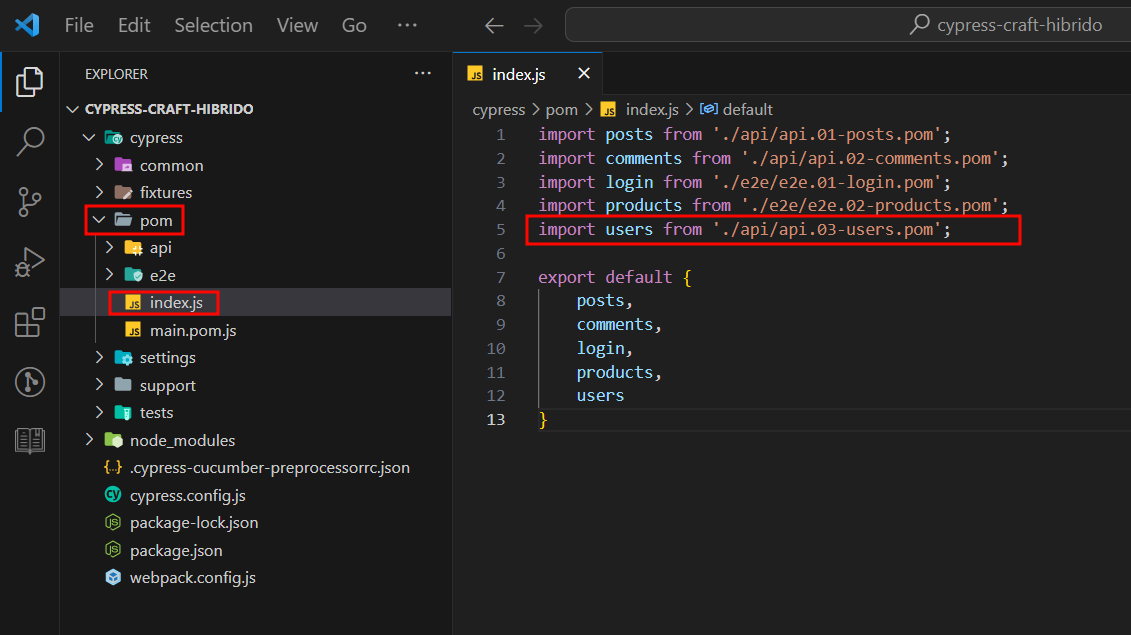 File Edit Selection View Go ··· ← → cypress-craft-hibrido
EXPLORER ···
CYPRESS-CRAFT-HIBRIDO
cypress
common
fixtures
pom
api
e2e
index.js
main.pom.js
settings
support
tests
node_modules
.cypress-cucumber-preprocessorrc.json
cypress.config.js
package-lock.json
package.json
webpack.config.js
index.js
cypress > pom > JS index.js > default
1 import posts from './api/api.01-posts.pom';
2 import comments from './api/api.02-comments.pom';
3 import login from './e2e/e2e.01-login.pom';
4 import products from './e2e/e2e.02-products.pom';
5 import users from './api/api.03-users.pom';
6
7 export default {
8 posts,
9 comments,
10 login,
11 products,
12 users
13 }